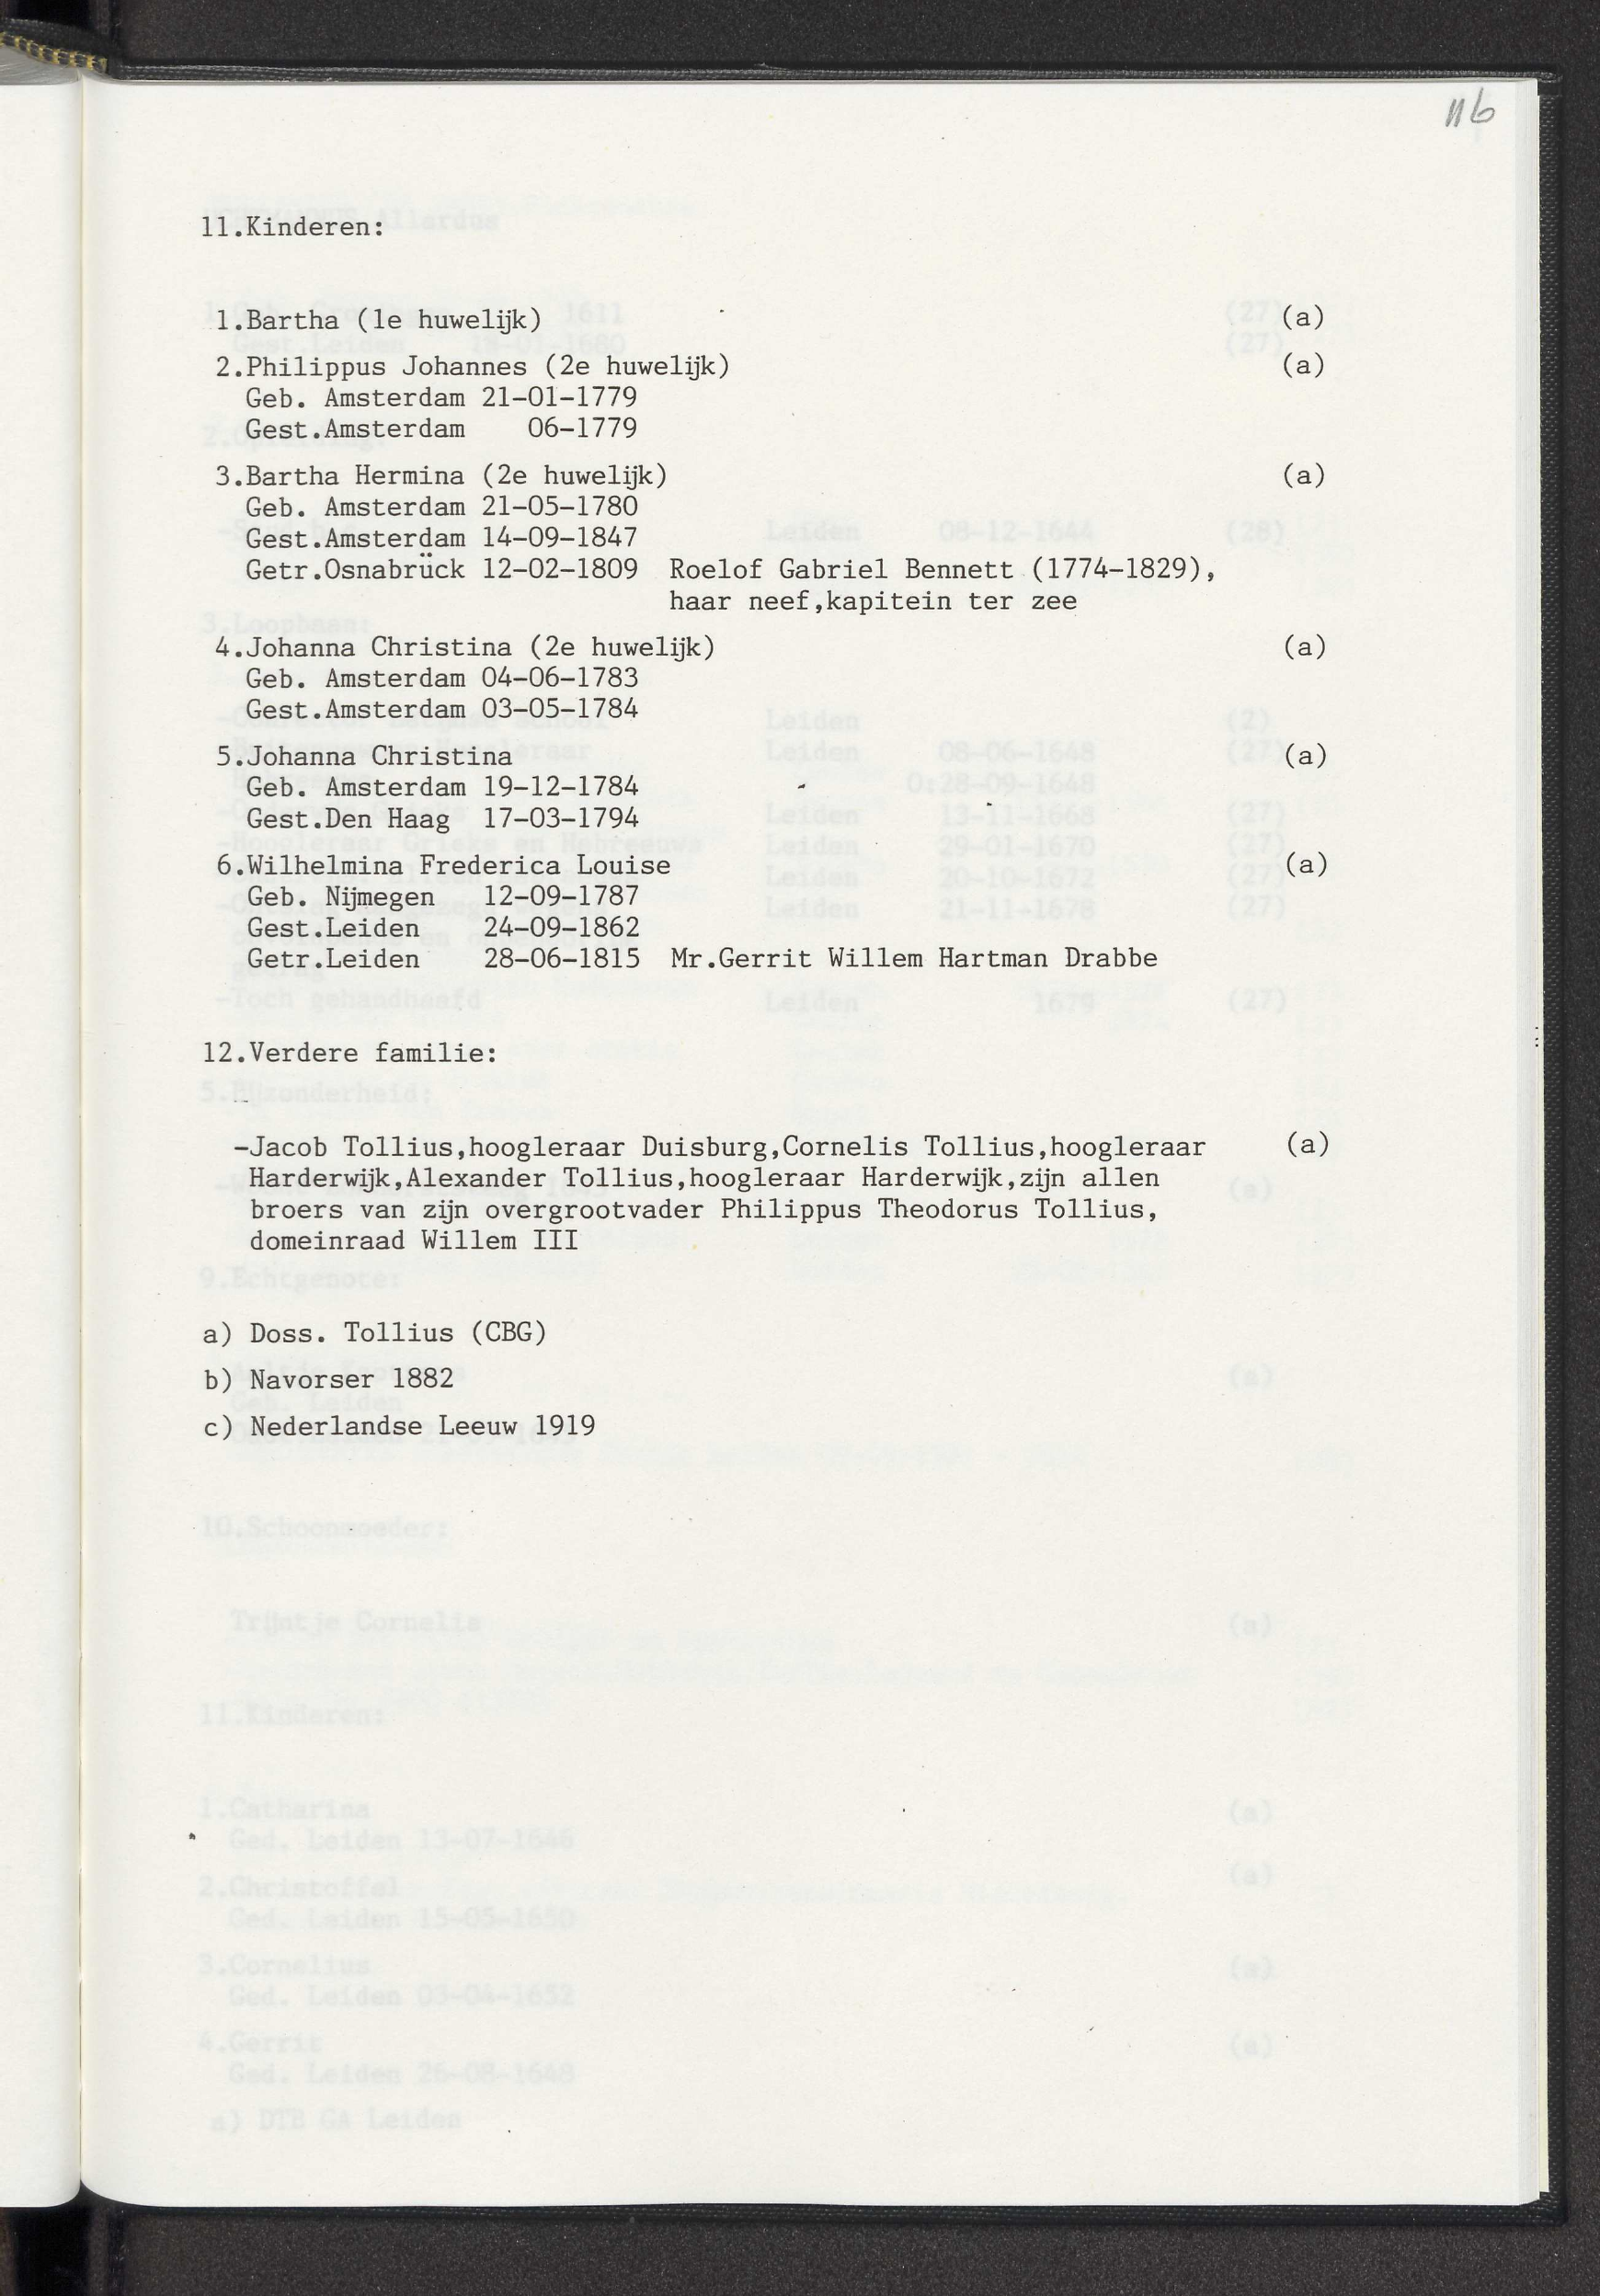 116
11.Kinderen:
1.Bartha (1e huwelijk) (a)
2.Philippus Johannes (2e huwelijk) (a)
Geb. Amsterdam 21-01-1779
Gest.Amsterdam 06-1779
3.Bartha Hermina (2e huwelijk) (a)
Geb. Amsterdam 21-05-1780
Gest.Amsterdam 14-09-1847
Getr.Osnabrück 12-02-1809 Roelof Gabriel Bennett (1774-1829),
haar neef,kapitein ter zee
4.Johanna Christina (2e huwelijk) (a)
Geb. Amsterdam 04-06-1783
Gest.Amsterdam 03-05-1784
5.Johanna Christina (a)
Geb. Amsterdam 19-12-1784
Gest.Den Haag 17-03-1794
6.Wilhelmina Frederica Louise (a)
Geb. Nijmegen 12-09-1787
Gest.Leiden 24-09-1862
Getr.Leiden 28-06-1815 Mr.Gerrit Willem Hartman Drabbe
12.Verdere familie:
-Jacob Tollius,hoogleraar Duisburg,Cornelis Tollius,hoogleraar (a)
Harderwijk,Alexander Tollius,hoogleraar Harderwijk,zijn allen
broers van zijn overgrootvader Philippus Theodorus Tollius,
domeinraad Willem III
a) Doss. Tollius (CBG)
b) Navorser 1882
c) Nederlandse Leeuw 1919